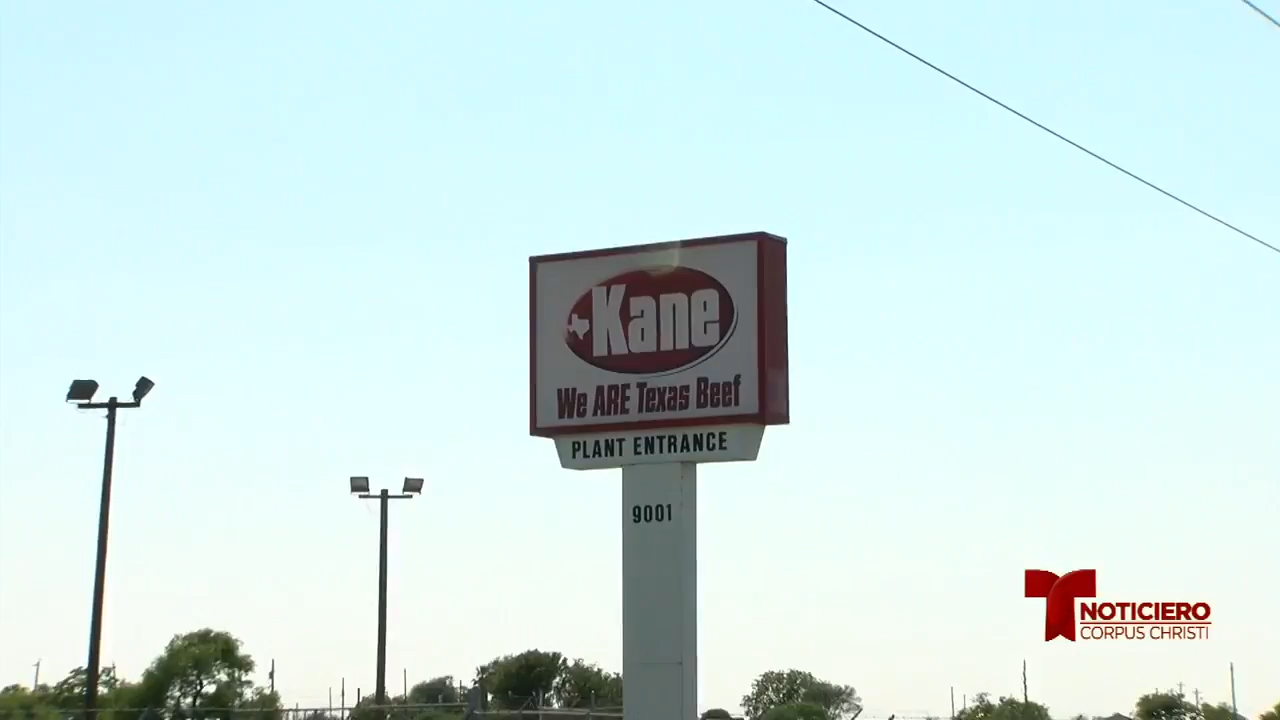 Kane
We ARE Texas Beef
PLANT ENTRANCE
9001
NOTICIERO
CORPUS CHRISTI